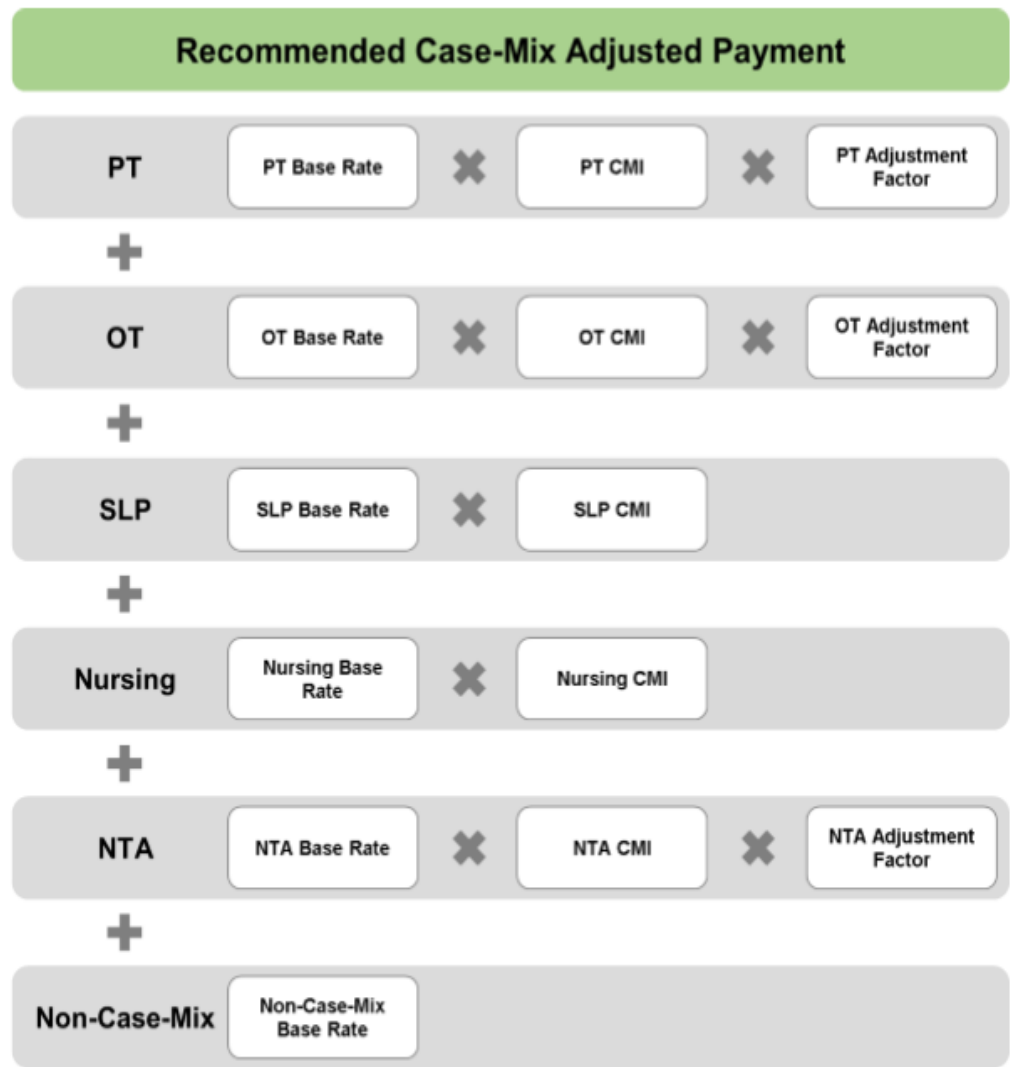 Recommended Case-Mix Adjusted Payment
PT
PT Base Rate
PT CMI
PT Adjustment
Factor
OT
OT Base Rate
OT CMI
OT Adjustment
Factor
SLP
SLP Base Rate
SLP CMI
Nursing
Nursing Base
Rate
Nursing CMI
NTA
NTA Base Rate
NTA CMI
NTA Adjustment
Factor
Non-Case-Mix
Non-Case-Mix
Base Rate